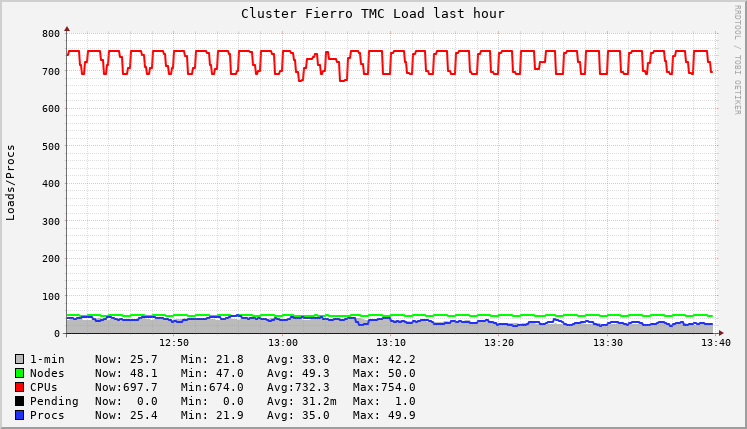 Cluster Fierro TMC Load last hour
RRDTOOL / TOBI OETIKER
Loads/Procs
800
700
600
500
400
300
200
100
0
12:50 13:00 13:10 13:20 13:30 13:40
1-min Now: 25.7 Min: 21.8 Avg: 33.0 Max: 42.2
Nodes Now: 48.1 Min: 47.0 Avg: 49.3 Max: 50.0
CPUs Now:697.7 Min:674.0 Avg:732.3 Max:754.0
Pending Now: 0.0 Min: 0.0 Avg: 31.2m Max: 1.0
Procs Now: 25.4 Min: 21.9 Avg: 35.0 Max: 49.9